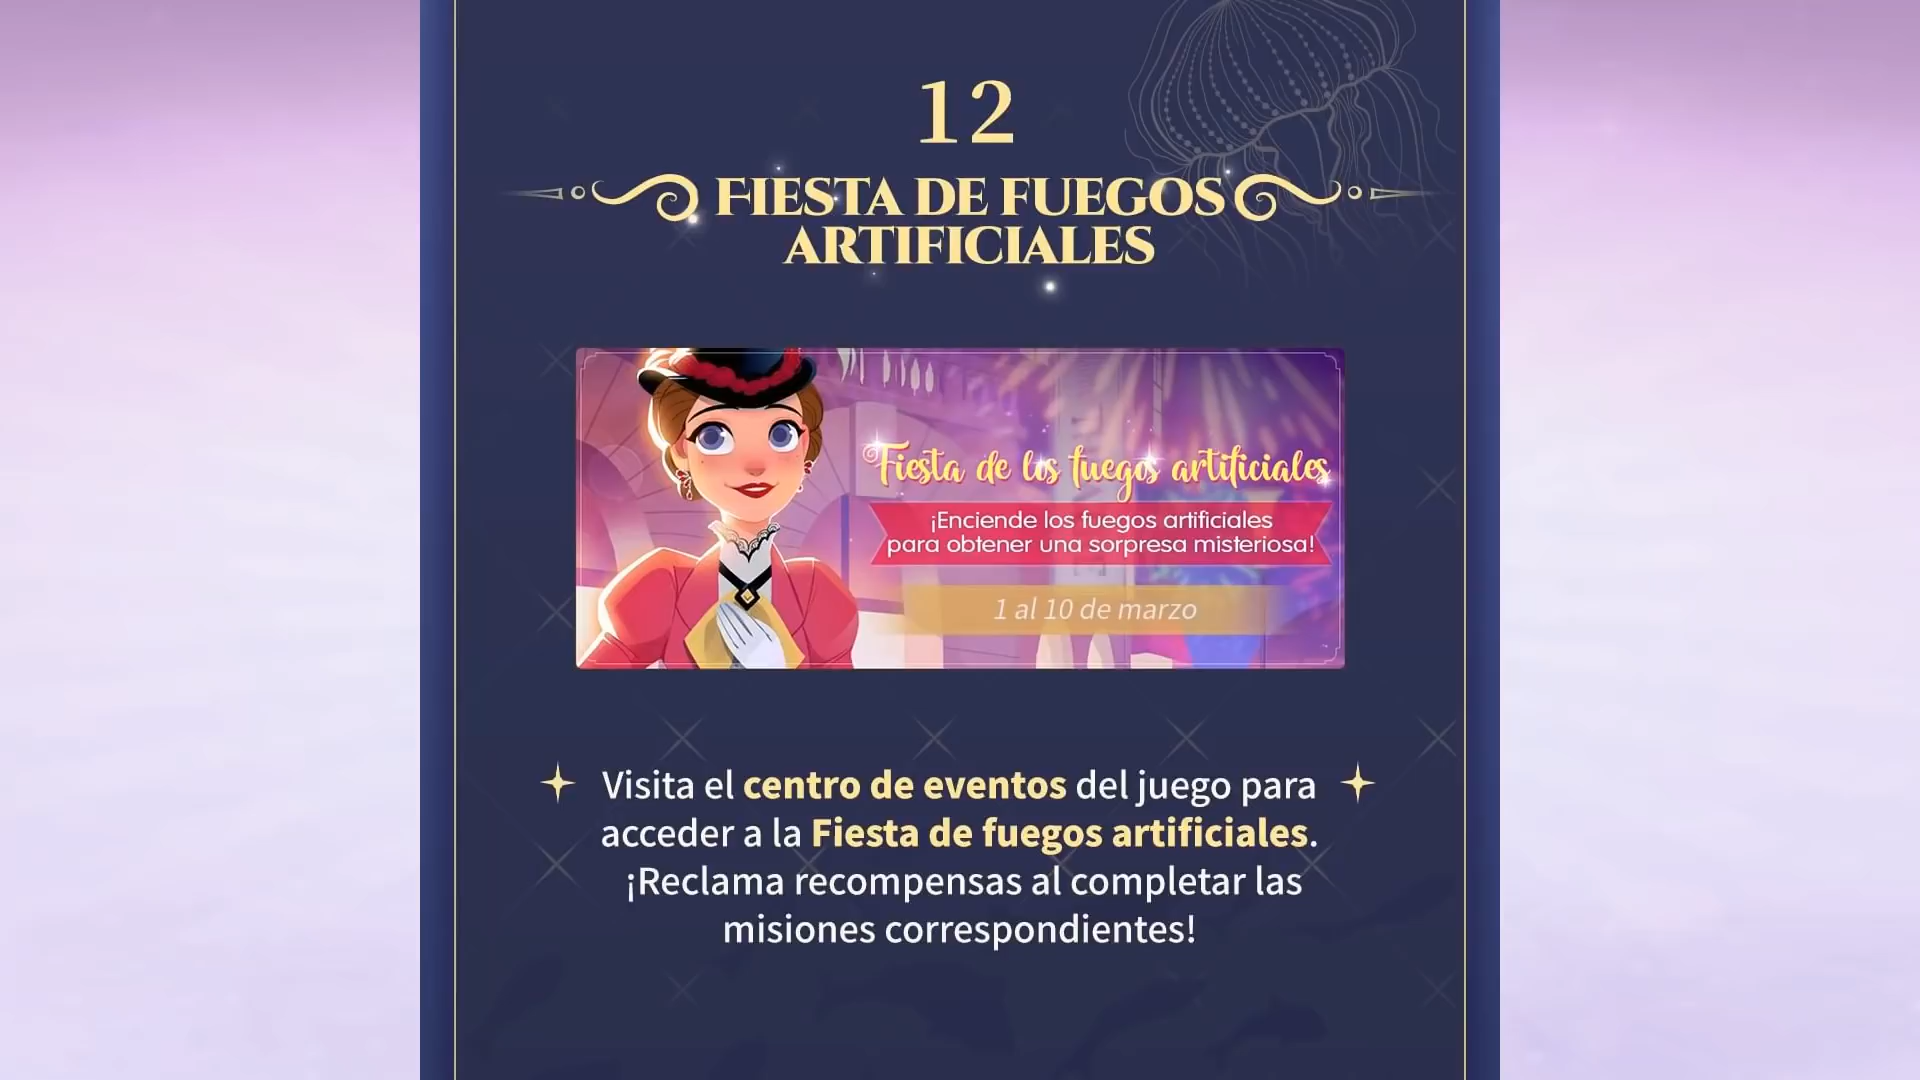 12
FIESTA DE FUEGOS
ARTIFICIALES
Fiesta de los fuegos artificiales
¡Enciende los fuegos artificiales
para obtener una sorpresa misteriosa!
1 al 10 de marzo
Visita el centro de eventos del juego para
acceder a la Fiesta de fuegos artificiales.
¡Reclama recompensas al completar las
misiones correspondientes!